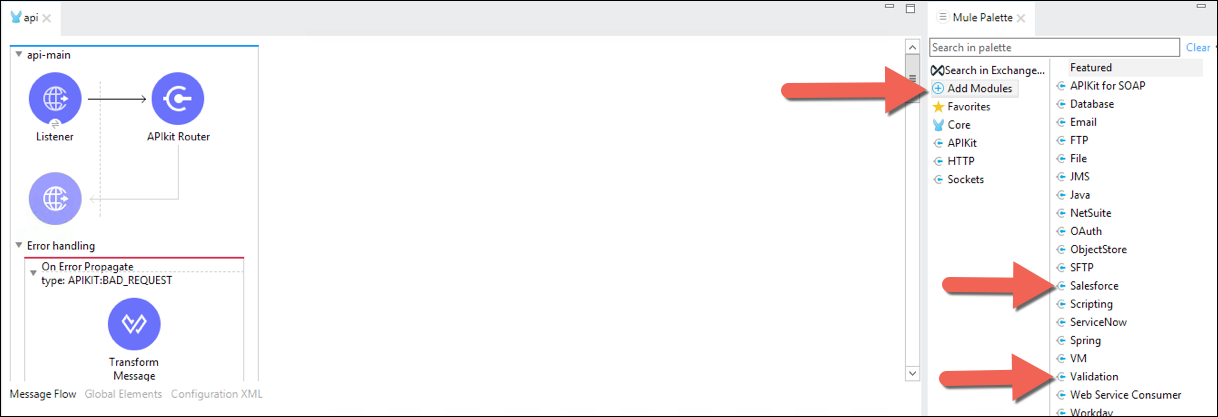 api
api-main
Listener
APIkit Router
Error handling
On Error Propagate
type: APIKIT:BAD_REQUEST
Transform
Message
Message Flow Global Elements Configuration XML
Mule Palette
Search in palette
Clear
Search in Exchange...
Add Modules
Favorites
Core
APIKit
HTTP
Sockets
Featured
APIKit for SOAP
Database
Email
FTP
File
JMS
Java
NetSuite
OAuth
ObjectStore
SFTP
Salesforce
Scripting
ServiceNow
Spring
VM
Validation
Web Service Consumer
Workday